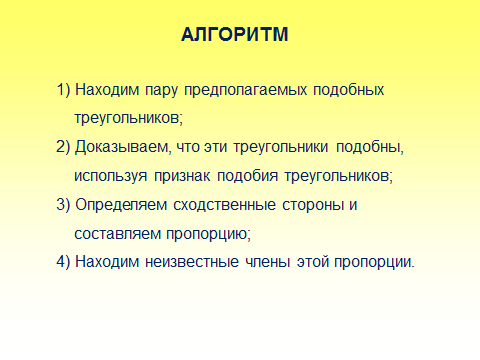 АЛГОРИТМ
1) Находим пару предполагаемых подобных
треугольников;
2) Доказываем, что эти треугольники подобны,
используя признак подобия треугольников;
3) Определяем сходственные стороны и
составляем пропорцию;
4) Находим неизвестные члены этой пропорции.